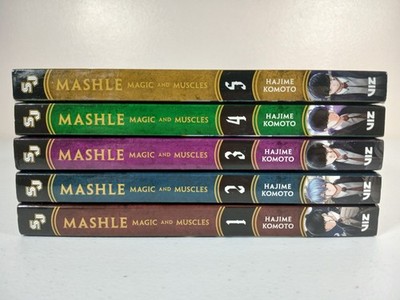 SJ MASHLE MAGIC AND MUSCLES 5 HAJIME KOMOTO VIZ
SJ MASHLE MAGIC AND MUSCLES 4 HAJIME KOMOTO VIZ
SJ MASHLE MAGIC AND MUSCLES 3 HAJIME KOMOTO VIZ
SJ MASHLE MAGIC AND MUSCLES 2 HAJIME KOMOTO VIZ
SJ MASHLE MAGIC AND MUSCLES 1 HAJIME KOMOTO VIZ